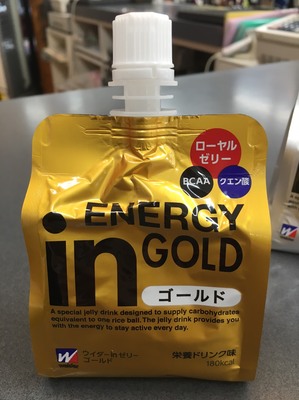 ローヤル
ゼリー
BCAA
クエン酸
ENERGY
in GOLD
ゴールド
A special jelly drink designed to supply carbohydrates
equivalent to one rice ball. The jelly drink provides you
with the energy to stay active every day.
W
weider
ウイダーinゼリー
ゴールド
栄養ドリンク味
180kcal